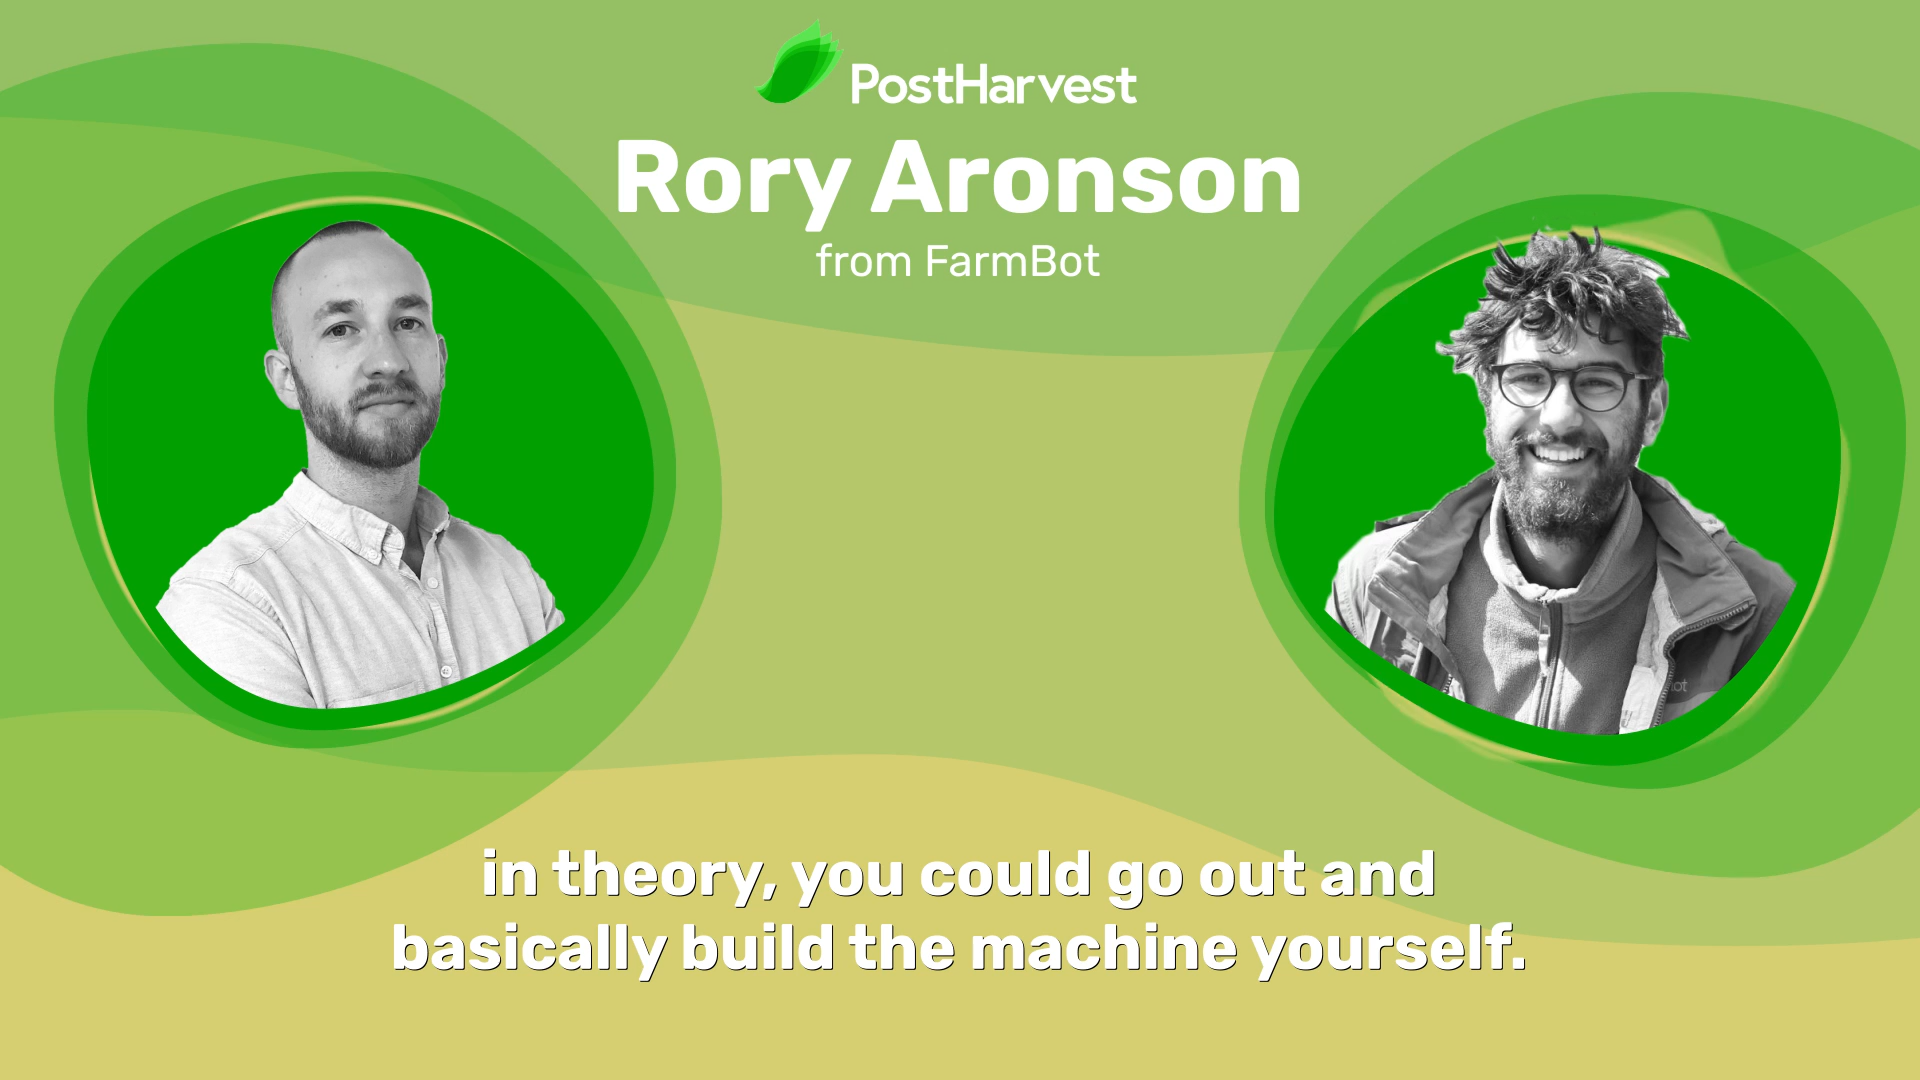 PostHarvest
Rory Aronson
from FarmBot
in theory, you could go out and
basically build the machine yourself.